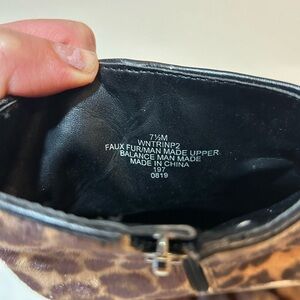 7½M
WNTRINP2
FAUX FUR/MAN MADE UPPER
BALANCE MAN MADE
MADE IN CHINA
197
0819